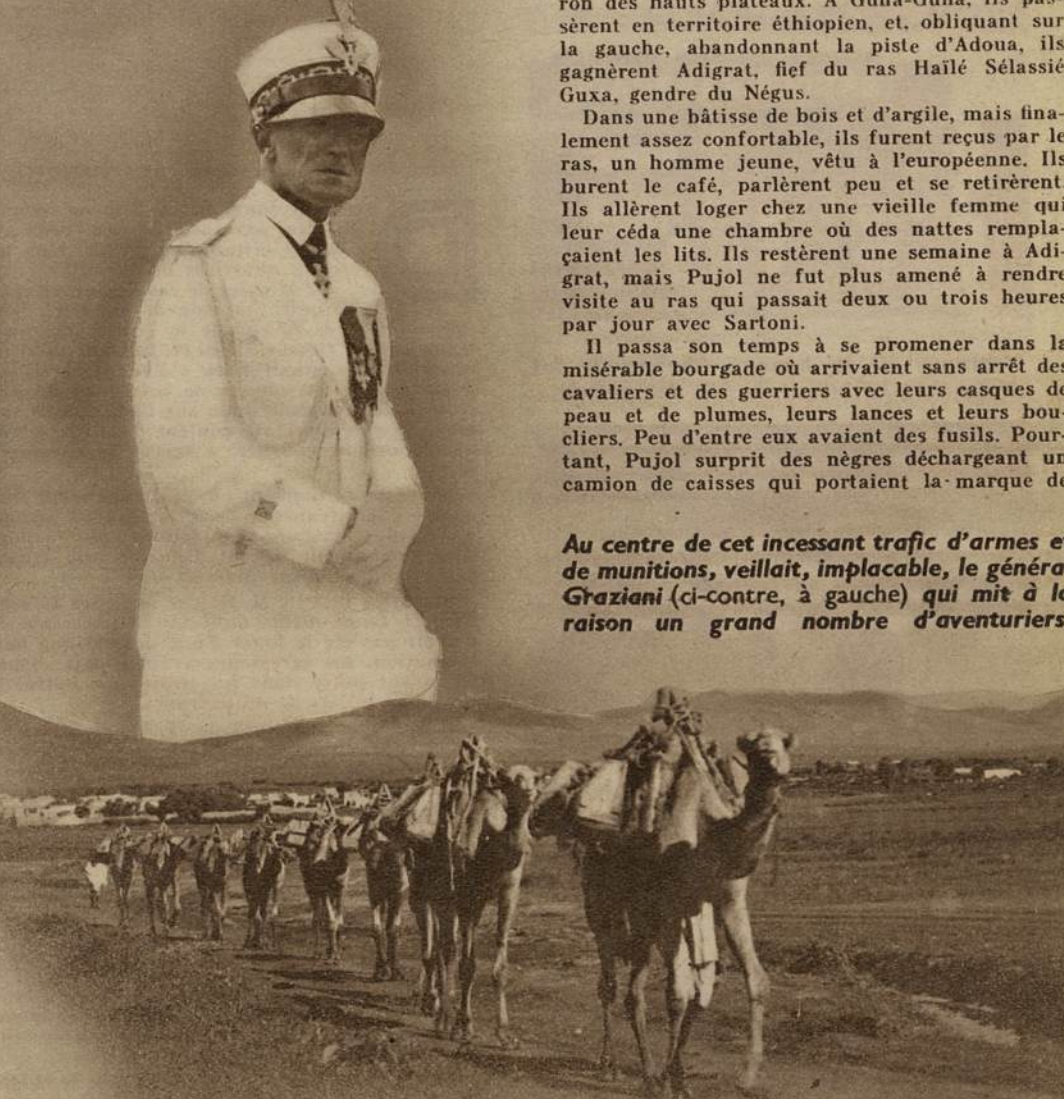 ron des hauts plateaux. A Guna-Guna, ils pas-
sèrent en territoire éthiopien, et, obliquant sur
la gauche, abandonnant la piste d'Adoua, ils
gagnèrent Adigrat, fief du ras Haïlé Sélassié
Guxa, gendre du Négus.
Dans une bâtisse de bois et d'argile, mais fina-
lement assez confortable, ils furent reçus par le
ras, un homme jeune, vêtu à l'européenne. Ils
burent le café, parlèrent peu et se retirèrent
Ils allèrent loger chez une vieille femme qui
leur céda une chambre où des nattes rempla-
çaient les lits. Ils restèrent une semaine à Adi-
grat, mais Pujol ne fut plus amené à rendre
visite au ras qui passait deux ou trois heures
par jour avec Sartoni.
Il passa son temps à se promener dans la
misérable bourgade où arrivaient sans arrêt des
cavaliers et des guerriers avec leurs casques de
peau et de plumes, leurs lances et leurs bou-
cliers. Peu d'entre eux avaient des fusils. Pour-
tant, Pujol surprit des nègres déchargeant un
camion de caisses qui portaient la marque de
Au centre de cet incessant trafic d'armes et
de munitions, veillait, implacable, le généra
Graziani (ci-contre, à gauche) qui mit à la
raison un grand nombre d'aventuriers